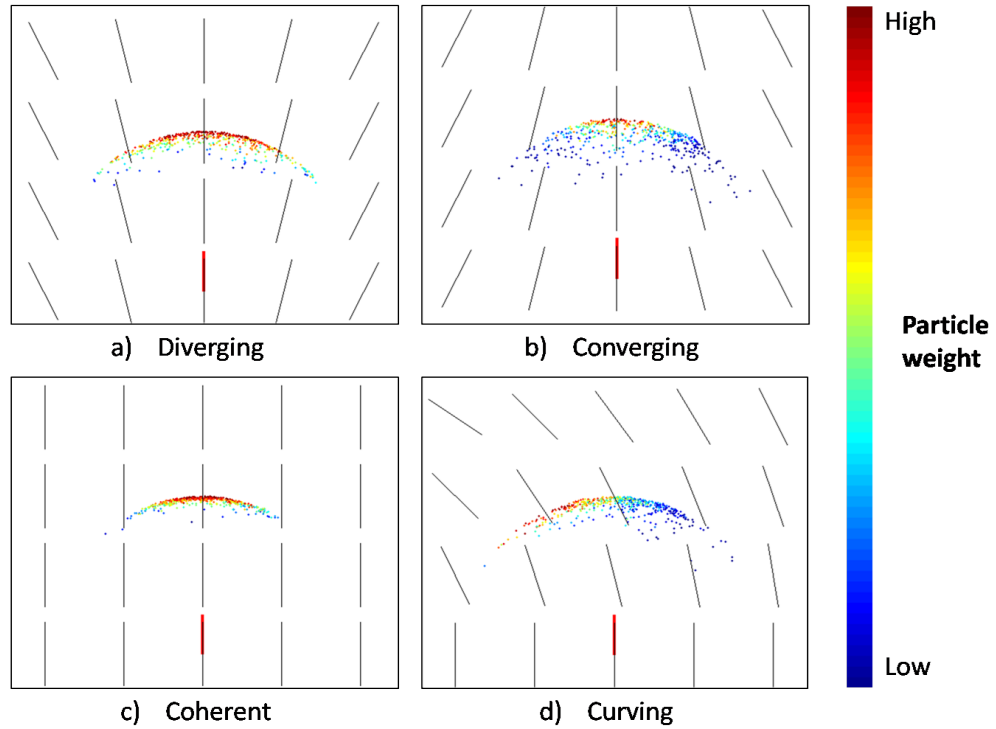 High
a) Diverging
b) Converging
Particle
weight
Low
c) Coherent
d) Curving